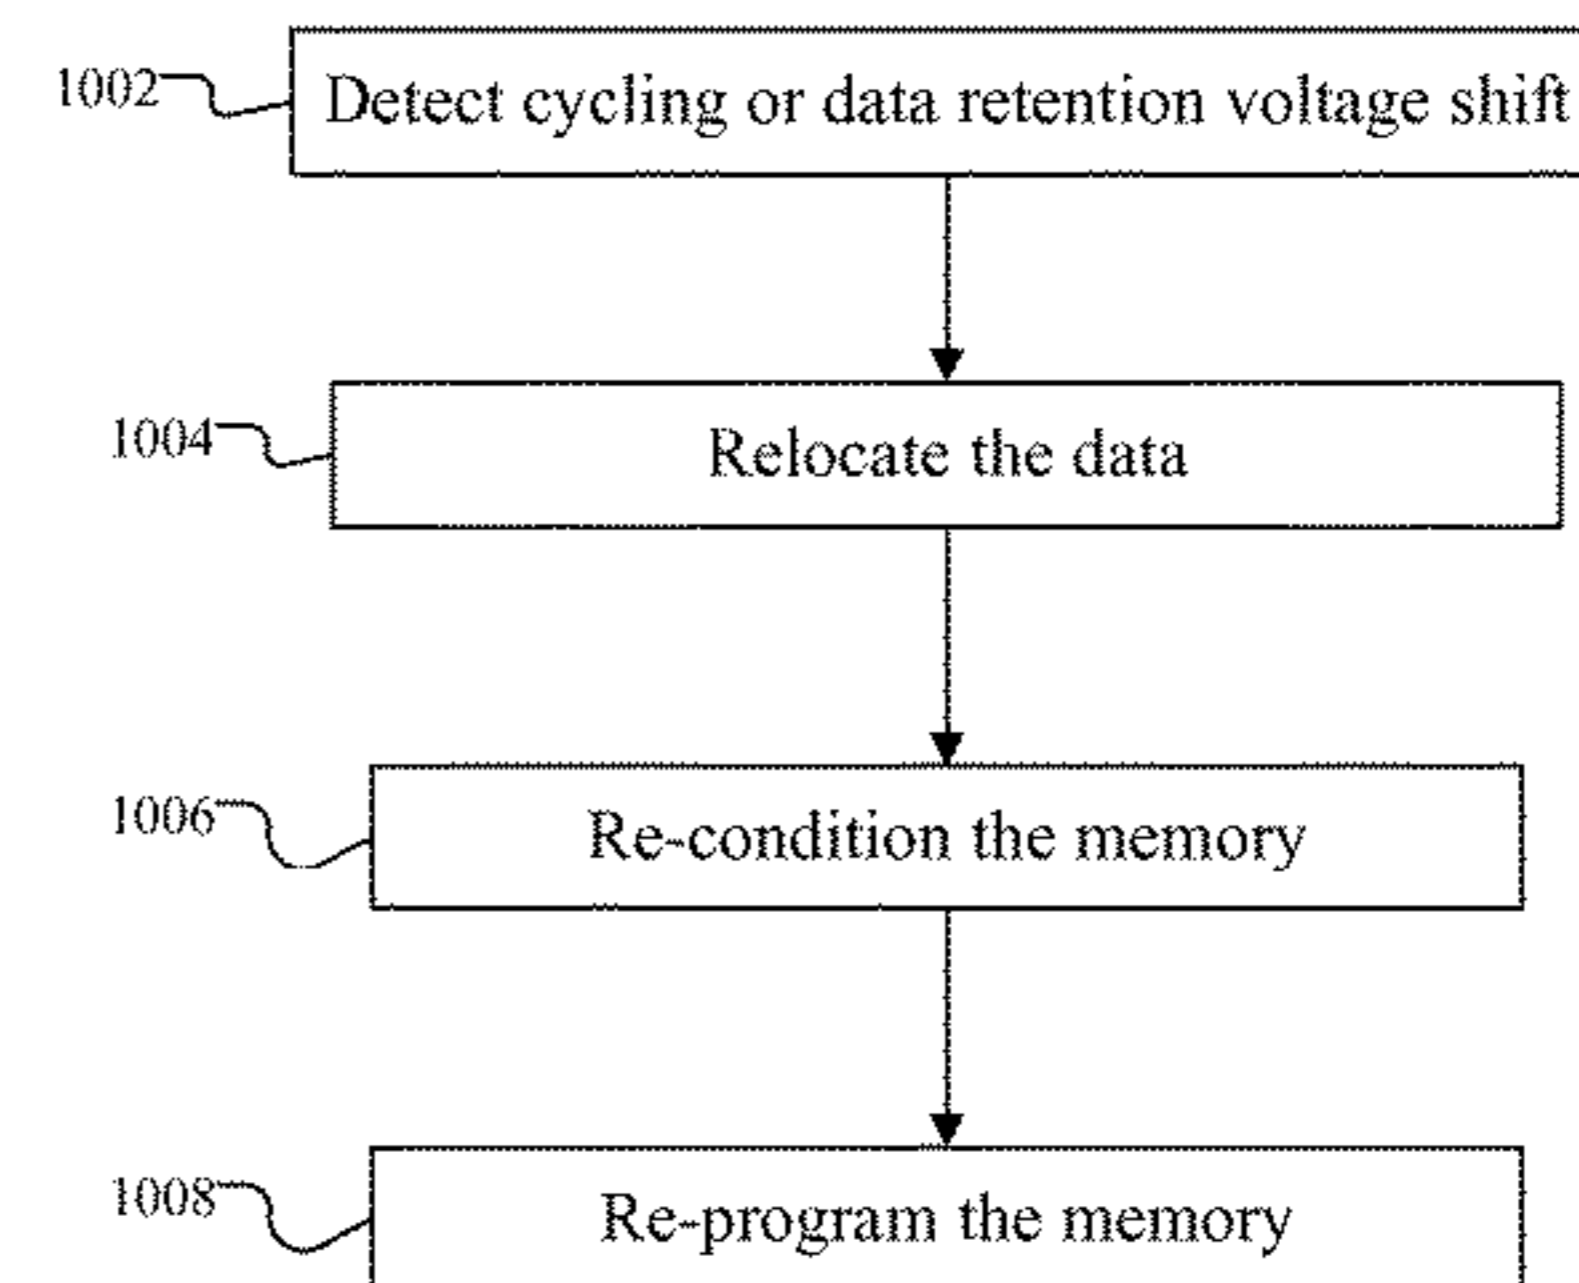 1002 Detect cycling or data retention voltage shift
1004 Relocate the data
1006 Re-condition the memory
1008 Re-program the memory